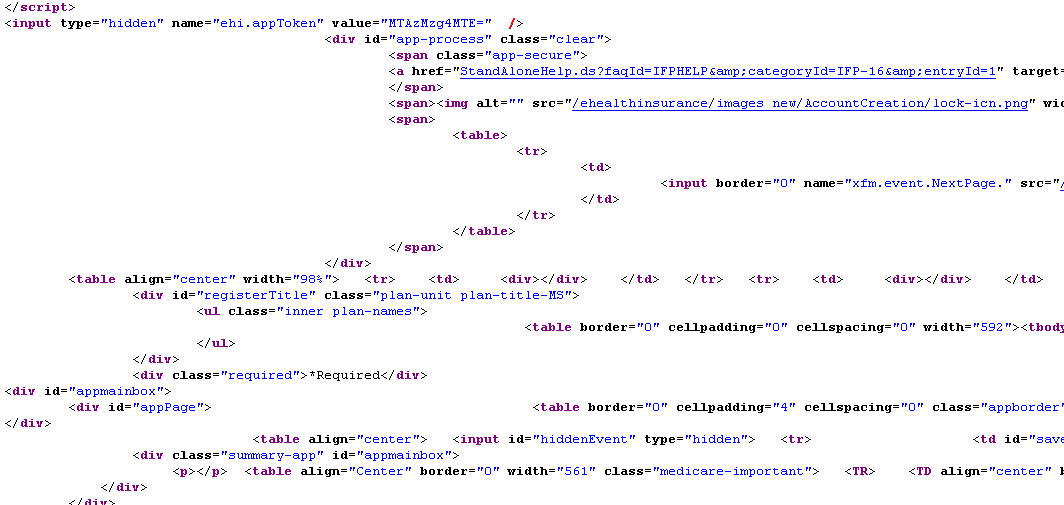 </script>
<input type="hidden" name="ehi.appToken" value="MTAzMzg4MTE=" />
<div id="app-process" class="clear">
<span class="app-secure">
<a href="StandAloneHelp.ds?faqId=IFPHELP&amp;categoryId=IFP-16&amp;entryId=1" target=
</span>
<span><img alt="" src="/ehealthinsurance/images_new/AccountCreation/lock-icn.png" wid
<span>
<table>
<tr>
<td>
<input border="0" name="xfm.event.NextPage." src="/
</td>
</tr>
</table>
</span>
</div>
<table align="center" width="98%"> <tr> <td> <div></div> </td> </tr> <tr> <td> <div></div> </td>
<div id="registerTitle" class="plan-unit plan-title-MS">
<ul class="inner plan-names">
<table border="0" cellpadding="0" cellspacing="0" width="592"><tbody
</ul>
</div>
<div class="required">*Required</div>
<div id="appmainbox">
<div id="appPage"> <table border="0" cellpadding="4" cellspacing="0" class="appborder"
</div>
<table align="center"> <input id="hiddenEvent" type="hidden"> <tr> <td id="save
<div class="summary-app" id="appmainbox">
<p></p> <table align="Center" border="0" width="561" class="medicare-important"> <TR> <TD align="center" b
</div>
</div>